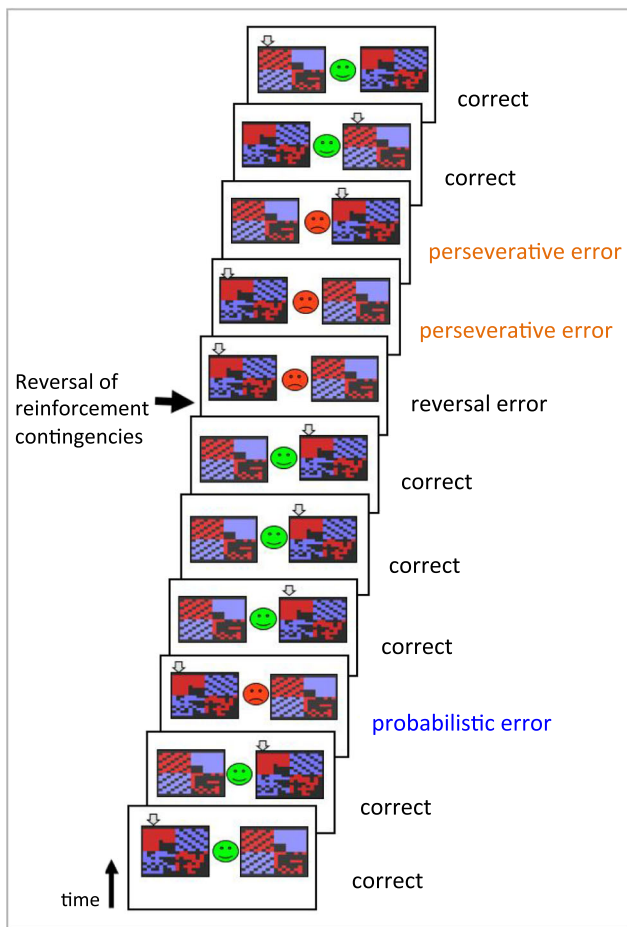 correct
correct
perseverative error
perseverative error
Reversal of
reinforcement
contingencies
reversal error
correct
correct
correct
probabilistic error
correct
correct
time